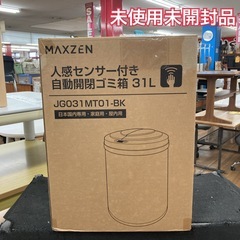 未使用未開封品
MAXZEN
人感センサー付き
自動開閉ゴミ箱 31L
JG031MT01-BK
日本国内専用・家庭用・屋内用